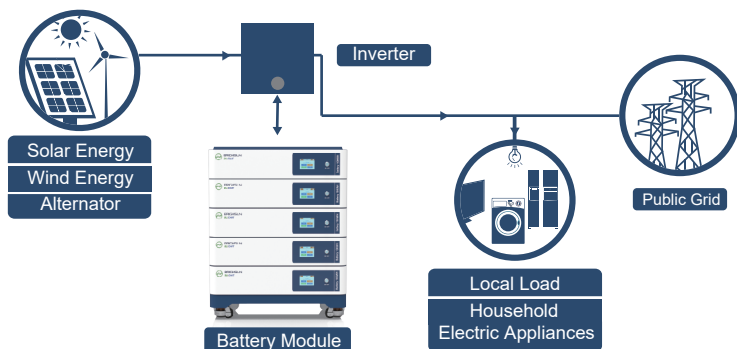 Inverter
Solar Energy
Wind Energy
Alternator
Public Grid
Local Load
Household
Electric Appliances
Battery Module